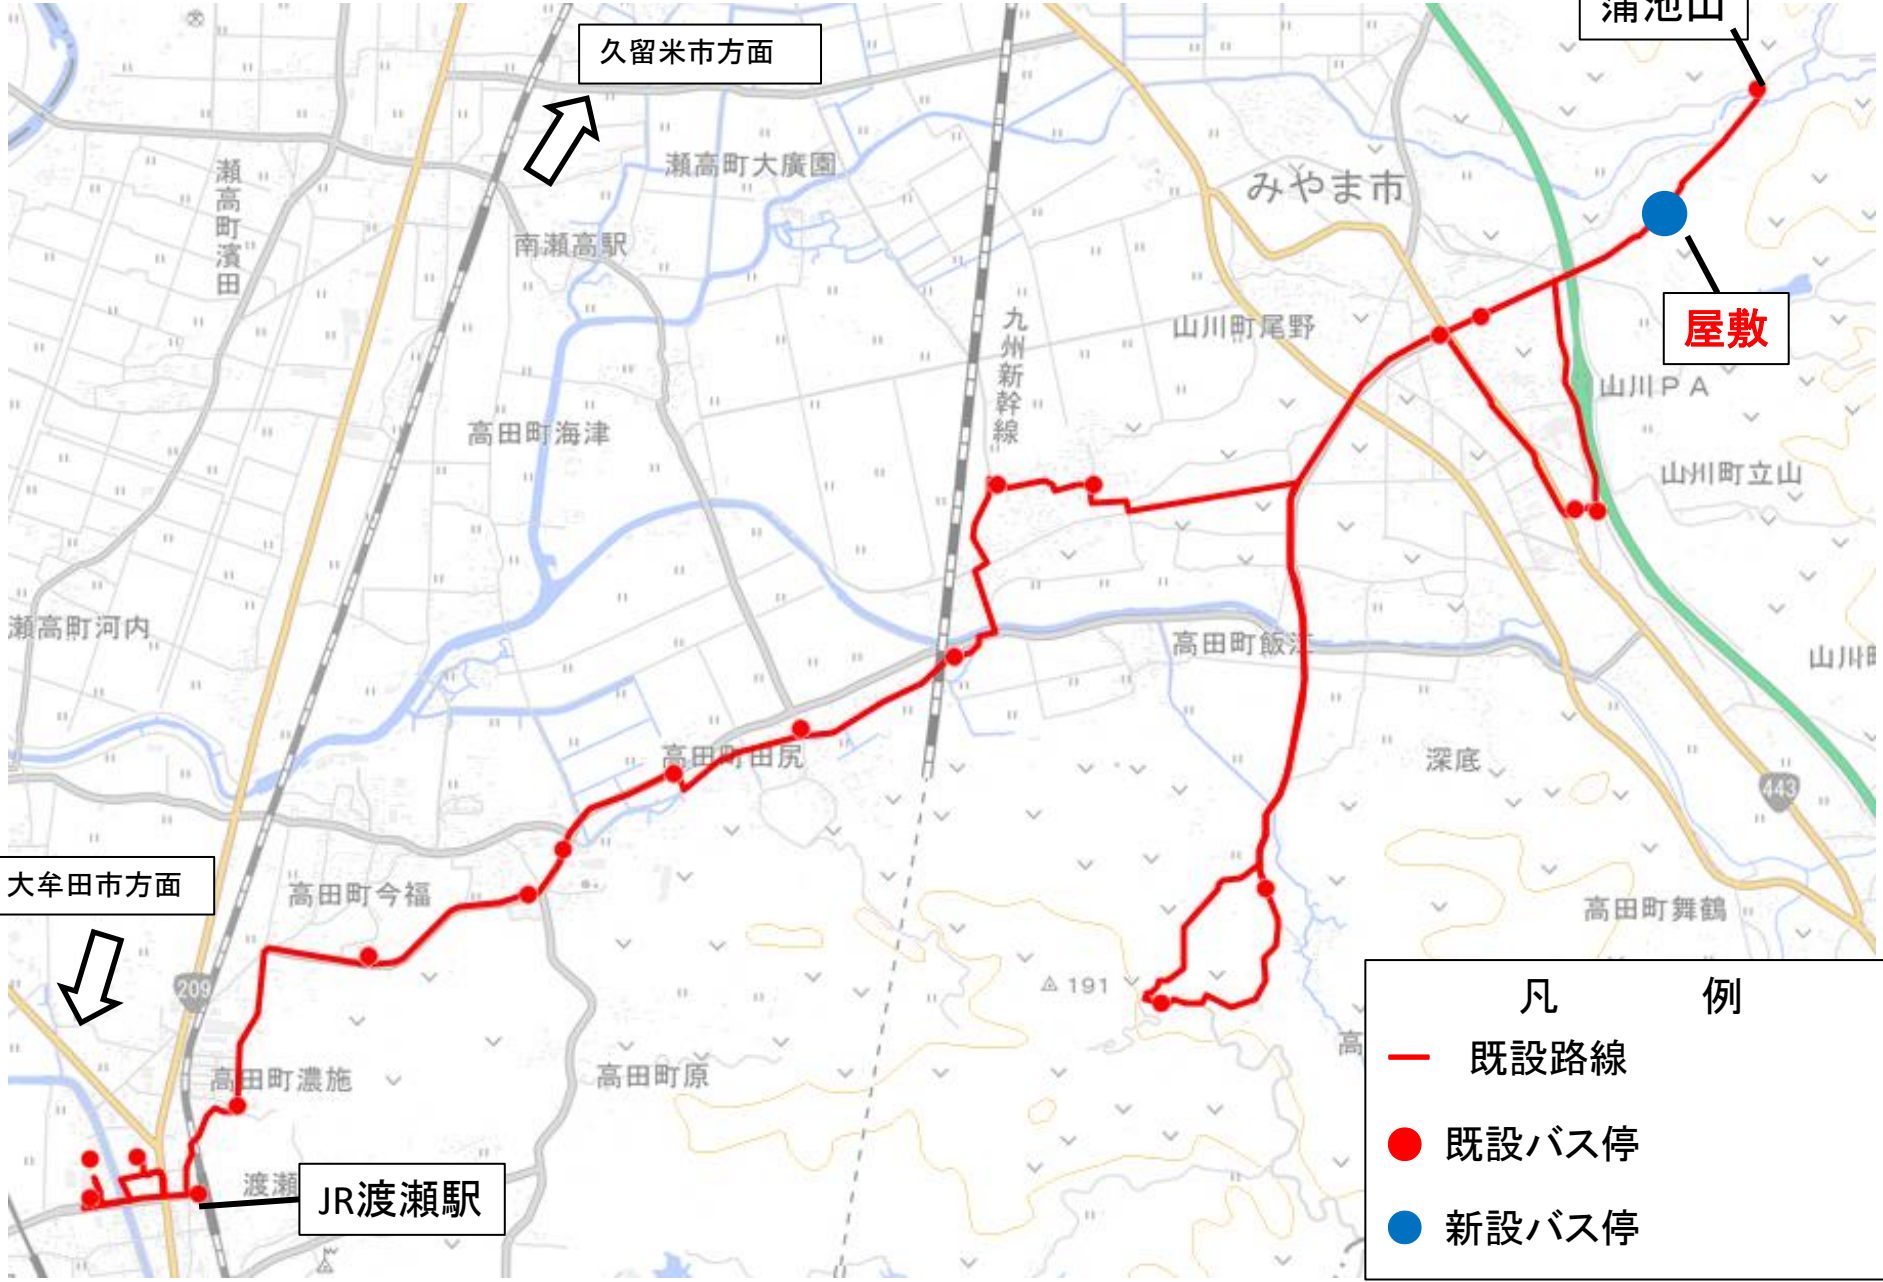 蒲池山
久留米市方面
瀬高町大廣園
みやま市
瀬高町濱田
南瀬高駅
九州新幹線
山川町尾野
屋敷
山川PA
高田町海津
山川町立山
瀬高町河内
高田町飯江
山川町
高田町田尻
深底
443
大牟田市方面
高田町今福
高田町舞鶴
209
191
高田町濃施
高田町原
高
渡瀬
JR渡瀬駅
凡 例
既設路線
既設バス停
新設バス停